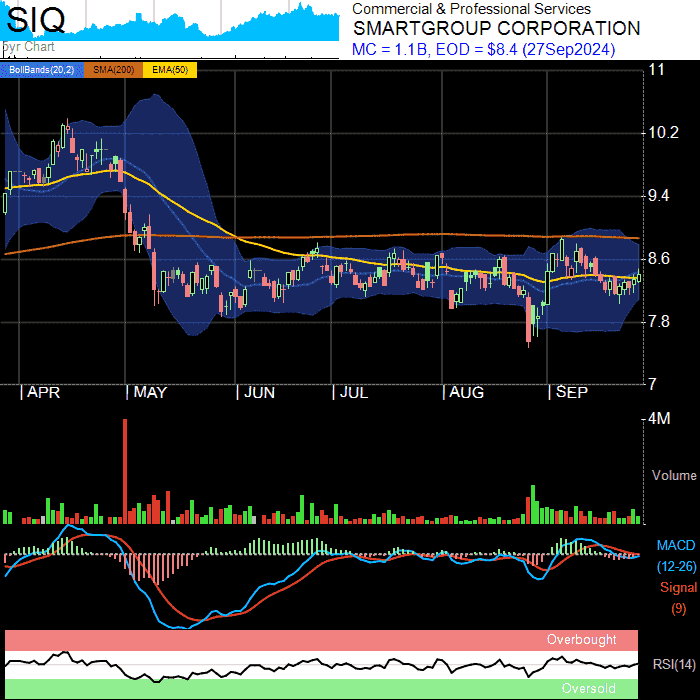 SIQ
5yr Chart
Commercial & Professional Services
SMARTGROUP CORPORATION
MC = 1.1B, EOD = $8.4 (27Sep2024)
BollBands(20,2) SMA(200) EMA(50)
11
10.2
9.4
8.6
7.8
7
| APR | MAY | JUN | JUL | AUG | SEP
4M
Volume
MACD
(12-26)
Signal
(9)
Overbought
RSI(14)
Oversold